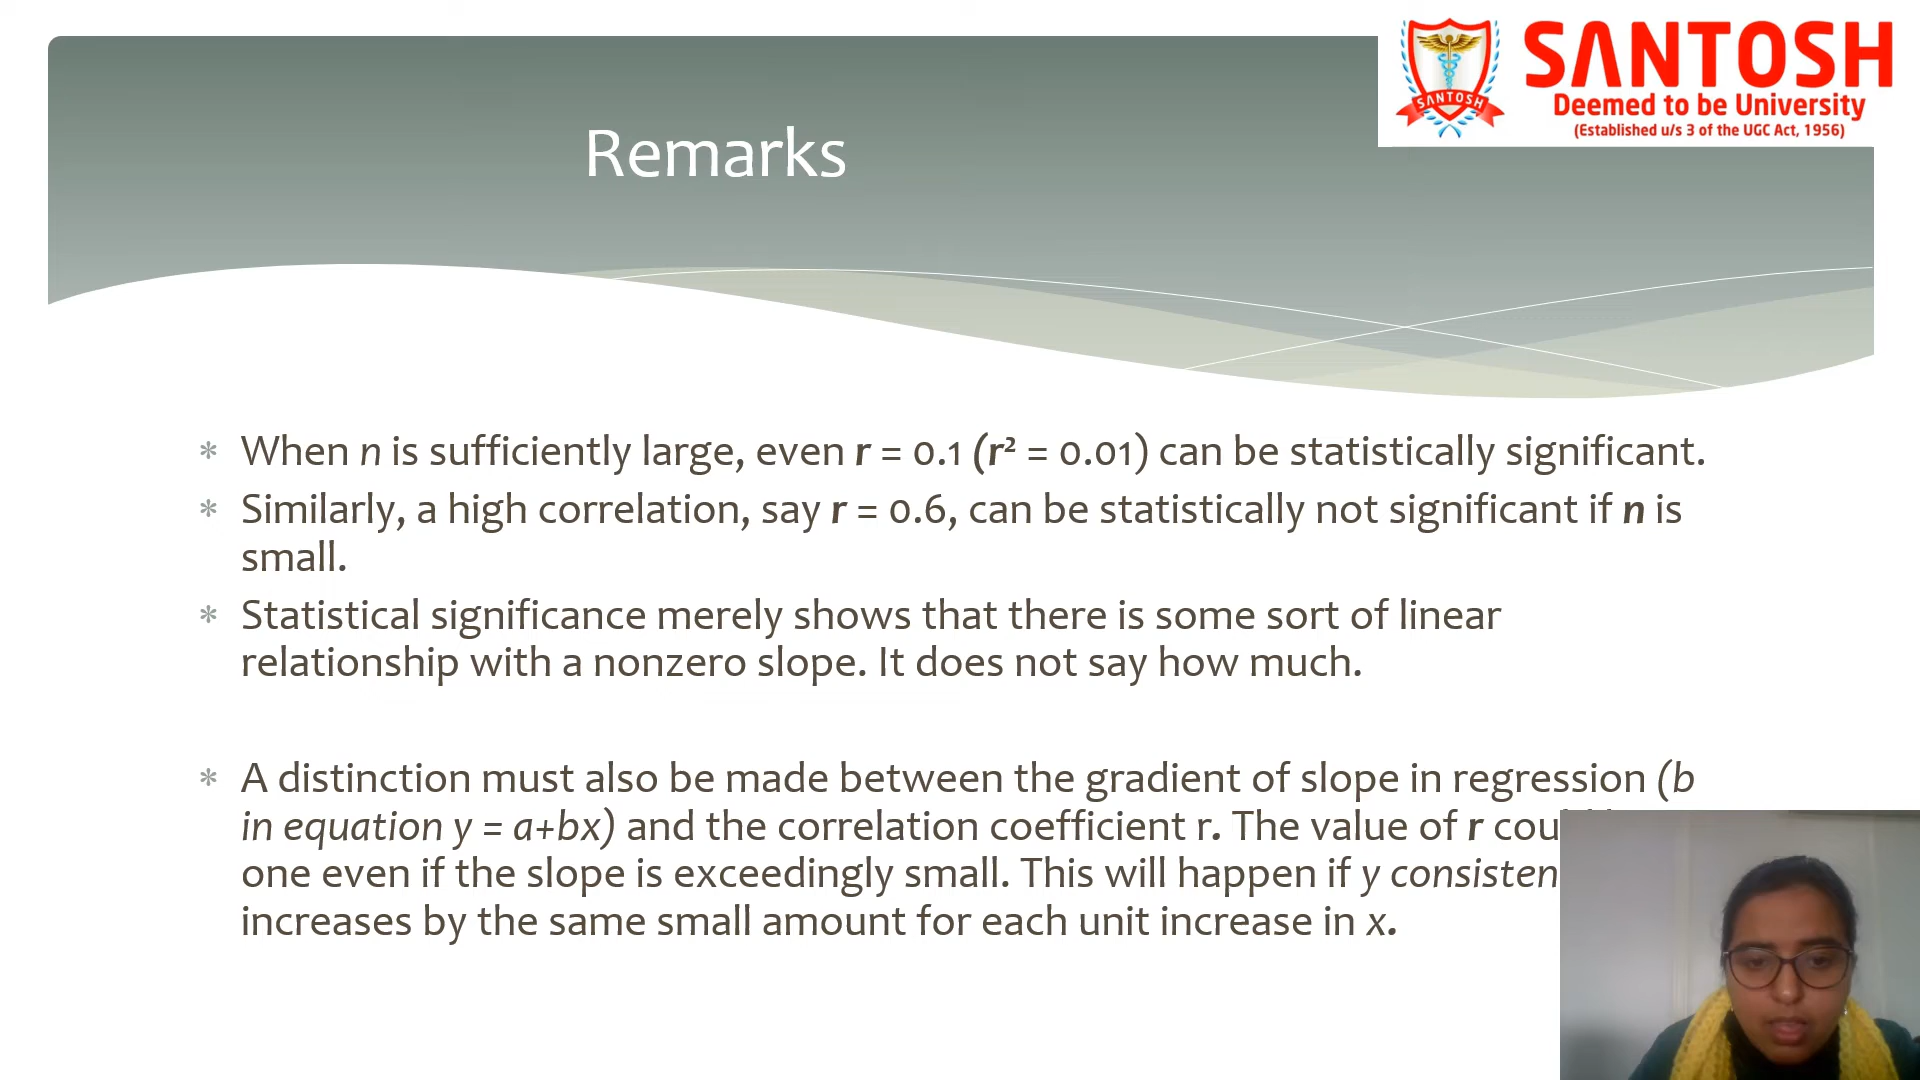 SANTOSH
SANTOSH
Deemed to be University
(Established u/s 3 of the UGC Act, 1956)
Remarks
* When n is sufficiently large, even r = 0.1 (r² = 0.01) can be statistically significant.
* Similarly, a high correlation, say r = 0.6, can be statistically not significant if n is
small.
* Statistical significance merely shows that there is some sort of linear
relationship with a nonzero slope. It does not say how much.
* A distinction must also be made between the gradient of slope in regression (b
in equation y = a+bx) and the correlation coefficient r. The value of r
one even if the slope is exceedingly small. This will happen if y
increases by the same small amount for each unit increase in x.